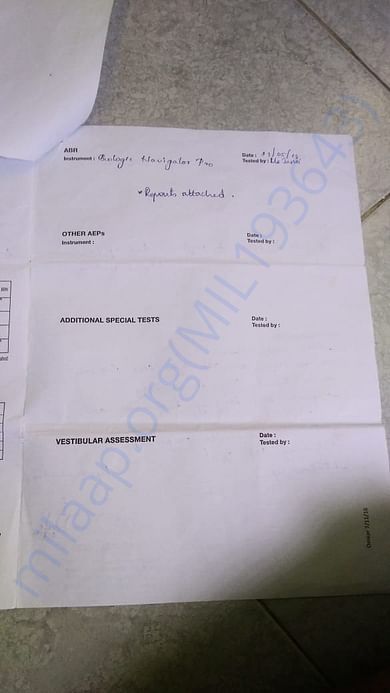 ABR
Instrument : Biologic Navigator Pro
Date :
Tested by :
* Reports attached .
OTHER AEPs
Instrument :
Date :
Tested by :
ADDITIONAL SPECIAL TESTS
Date :
Tested by :
VESTIBULAR ASSESSMENT
Date :
Tested by :
milaap.org(MIL193643)